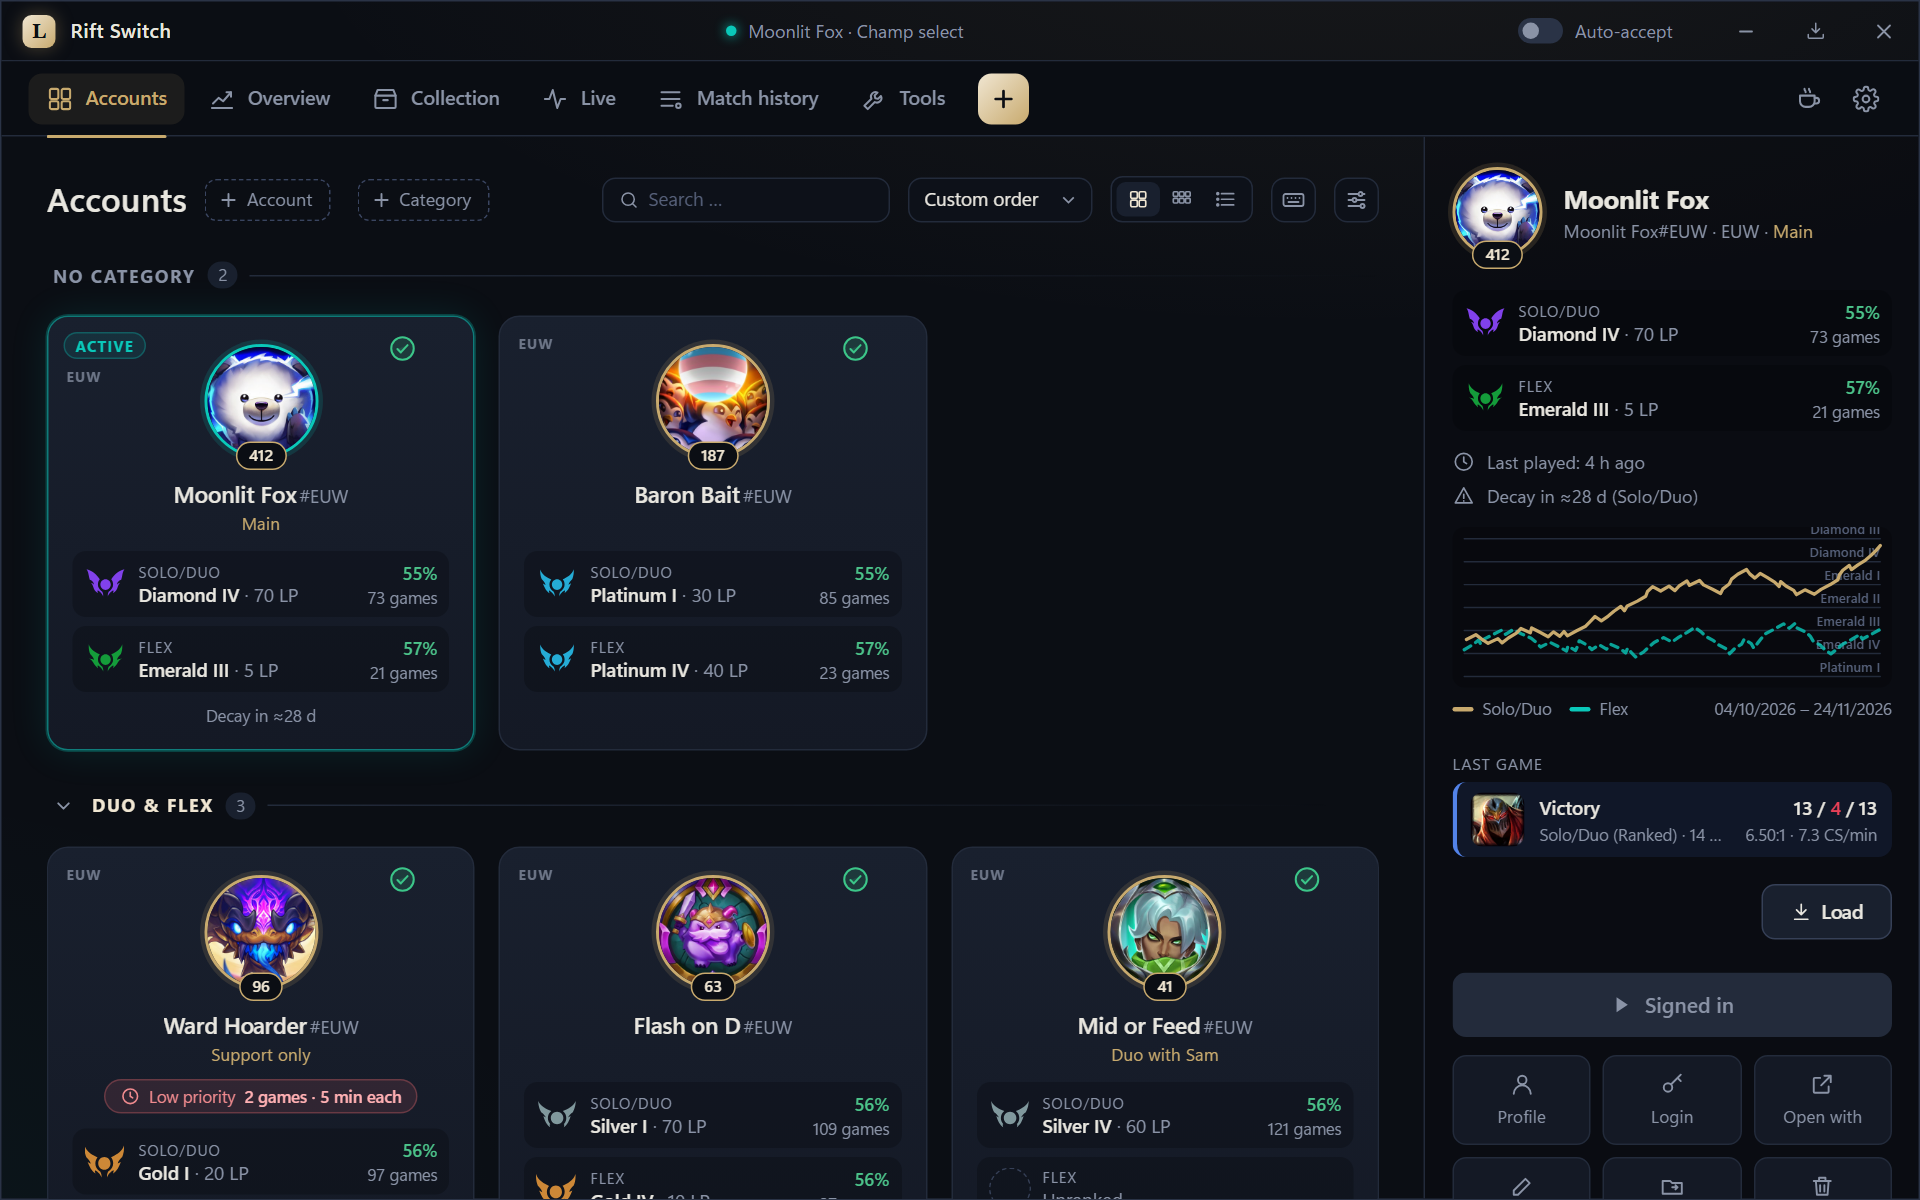 L Rift Switch
Moonlit Fox · Champ select
Auto-accept
Accounts
Overview
Collection
Live
Match history
Tools
Accounts
+ Account
+ Category
Search ...
Custom order
NO CATEGORY 2
ACTIVE
EUW
412
Moonlit Fox #EUW
Main
SOLO/DUO 55%
Diamond IV · 70 LP 73 games
FLEX 57%
Emerald III · 5 LP 21 games
Decay in ≈28 d
EUW
187
Baron Bait #EUW
SOLO/DUO 55%
Platinum I · 30 LP 85 games
FLEX 57%
Platinum IV · 40 LP 23 games
DUO & FLEX 3
EUW
96
Ward Hoarder #EUW
Support only
Low priority 2 games · 5 min each
SOLO/DUO 56%
Gold I · 20 LP 97 games
EUW
63
Flash on D #EUW
SOLO/DUO 56%
Silver I · 70 LP 109 games
FLEX 56%
Gold IV · 10 LP
EUW
41
Mid or Feed #EUW
Duo with Sam
SOLO/DUO 56%
Silver IV · 60 LP 121 games
FLEX
Unranked
412
Moonlit Fox
Moonlit Fox#EUW · EUW · Main
SOLO/DUO 55%
Diamond IV · 70 LP 73 games
FLEX 57%
Emerald III · 5 LP 21 games
Last played: 4 h ago
Decay in ≈28 d (Solo/Duo)
Diamond III
Diamond IV
Emerald I
Emerald II
Emerald III
Emerald IV
Platinum I
Solo/Duo Flex 04/10/2026 – 24/11/2026
LAST GAME
Victory 13 / 4 / 13
Solo/Duo (Ranked) · 14 ... 6.50:1 · 7.3 CS/min
Load
Signed in
Profile
Login
Open with